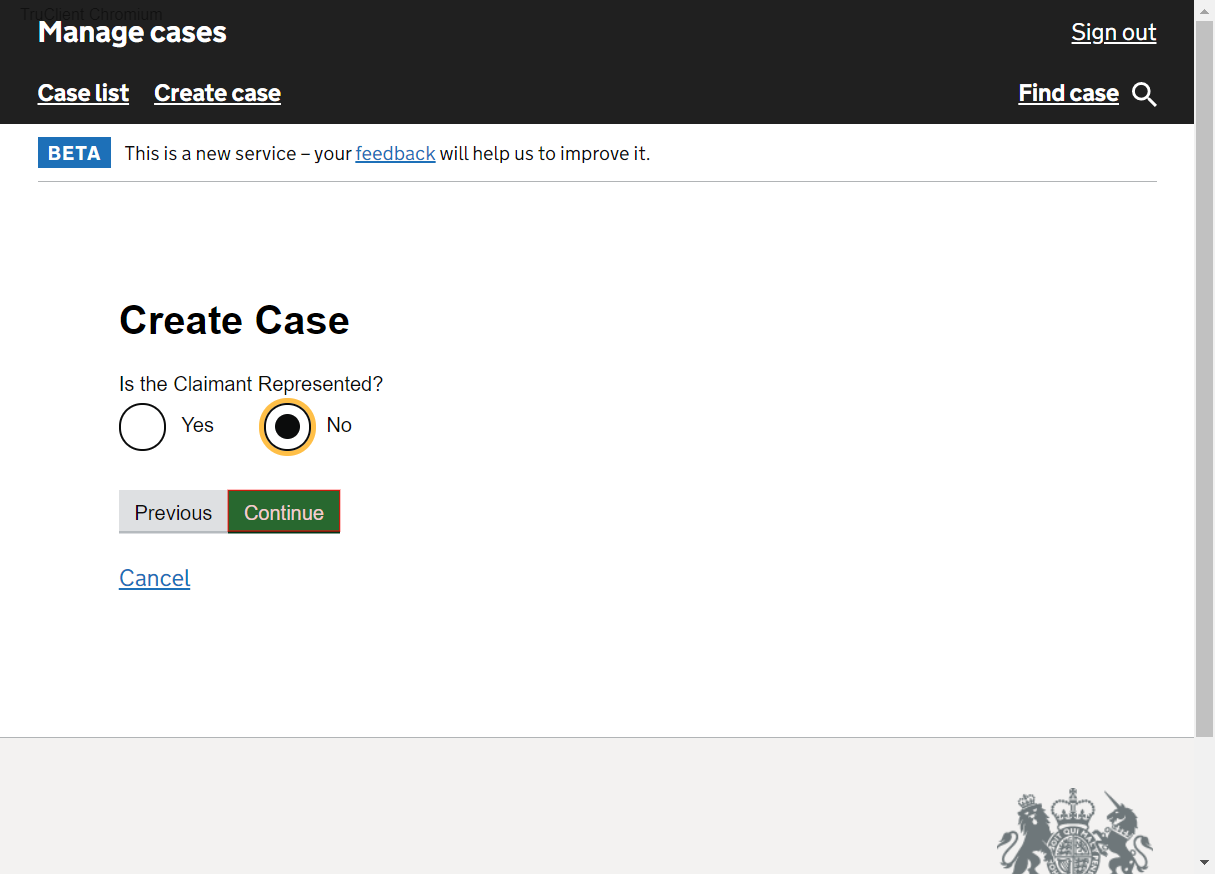 TruClient Chromium
Manage cases
Sign out
Case list Create case
Find case
BETA This is a new service – your feedback will help us to improve it.
Create Case
Is the Claimant Represented?
Yes No
Previous Continue
Cancel